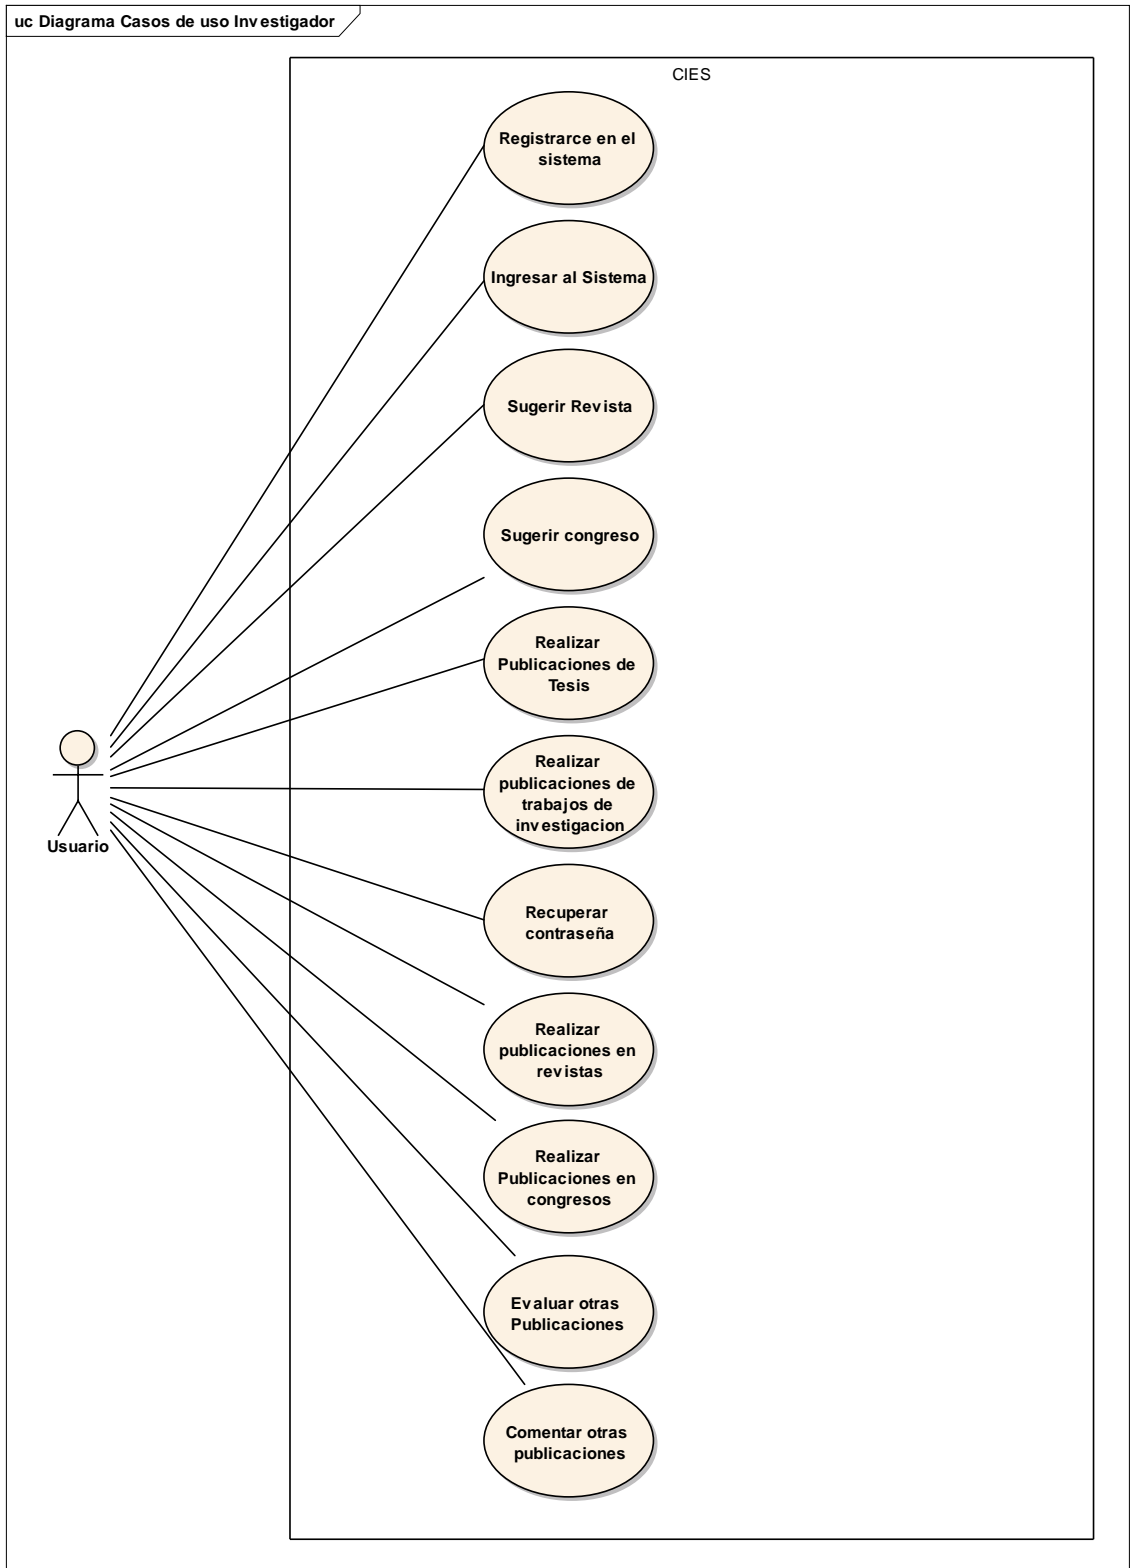 uc Diagrama Casos de uso Investigador
CIES
Registrarce en el
sistema
Ingresar al Sistema
Sugerir Revista
Sugerir congreso
Realizar
Publicaciones de
Tesis
Realizar
publicaciones de
trabajos de
investigacion
Usuario
Recuperar
contraseña
Realizar
publicaciones en
revistas
Realizar
Publicaciones en
congresos
Evaluar otras
Publicaciones
Comentar otras
publicaciones